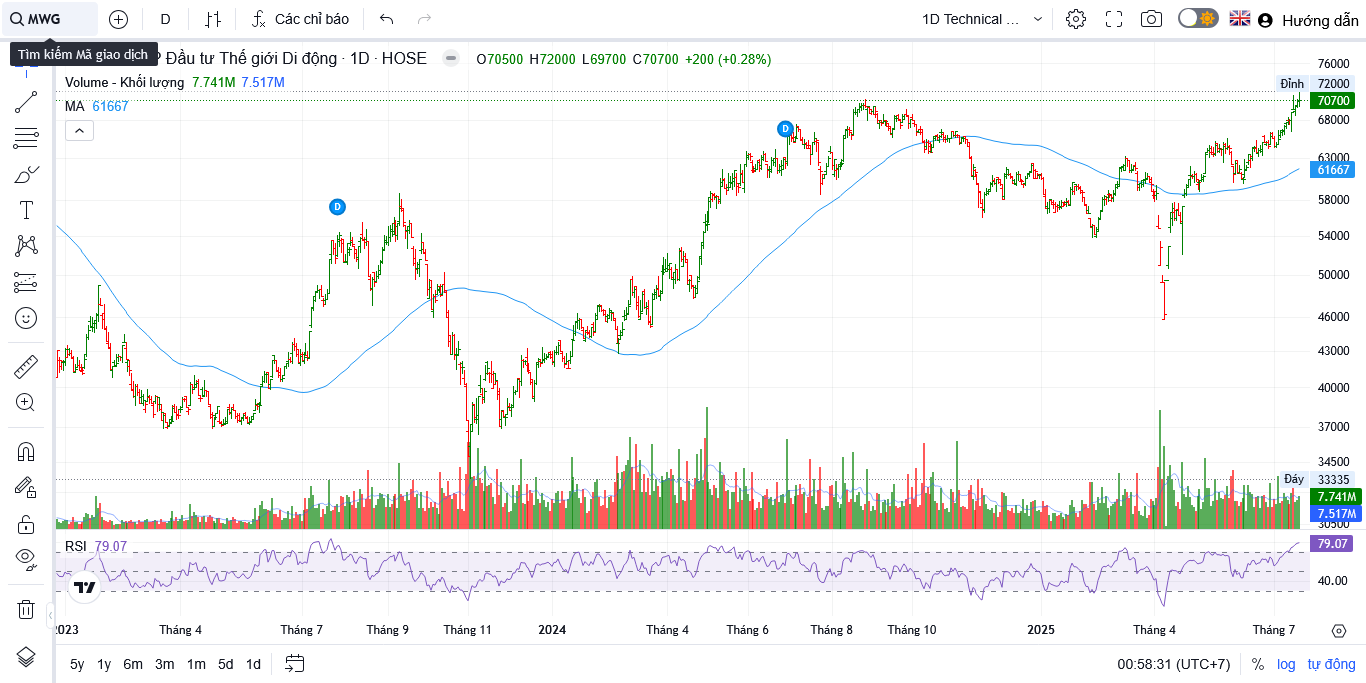 MWG D Các chỉ báo 1D Technical ... Hướng dẫn
Tìm kiếm Mã giao dịch
P Đầu tư Thế giới Di động · 1D · HOSE O70500 H72000 L69700 C70700 +200 (+0.28%)
Volume - Khối lượng 7.741M 7.517M
MA 61667
D
D
76000
Đỉnh 72000
70700
68000
63000
61667
58000
54000
50000
46000
43000
40000
37000
34500
Đáy 33335
7.741M
7.517M
30500
RSI 79.07
79.07
40.00
2023 Tháng 4 Tháng 7 Tháng 9 Tháng 11 2024 Tháng 4 Tháng 6 Tháng 8 Tháng 10 2025 Tháng 4 Tháng 7
5y 1y 6m 3m 1m 5d 1d 00:58:31 (UTC+7) % log tự động